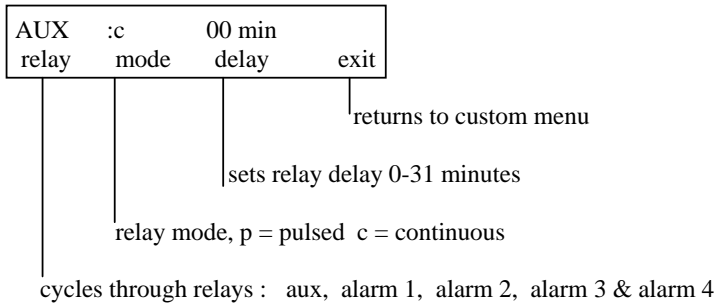 AUX :c 00 min
relay mode delay exit
returns to custom menu
sets relay delay 0-31 minutes
relay mode, p = pulsed c = continuous
cycles through relays : aux, alarm 1, alarm 2, alarm 3 & alarm 4